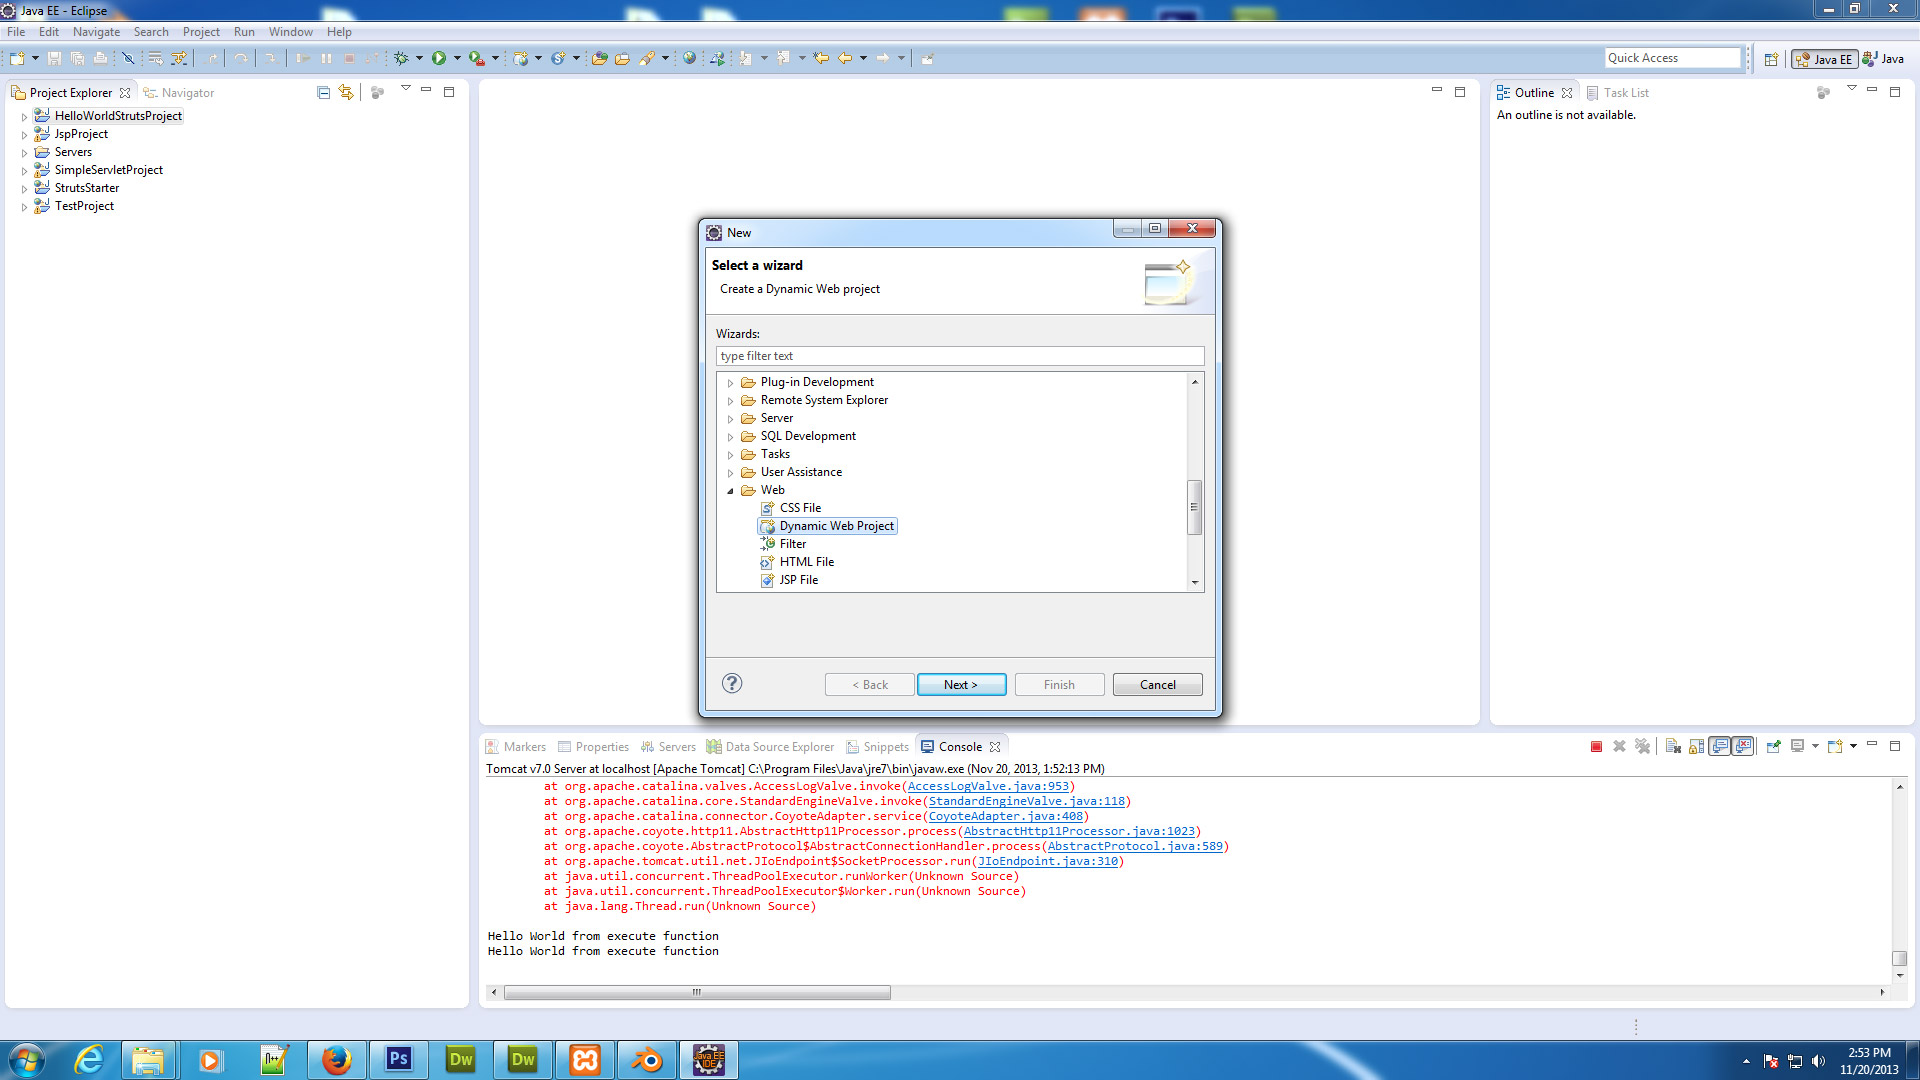 Java EE - Eclipse
File Edit Navigate Search Project Run Window Help
Quick Access
Java EE
Java
Project Explorer
Navigator
HelloWorldStrutsProject
JspProject
Servers
SimpleServletProject
StrutsStarter
TestProject
Outline
Task List
An outline is not available.
New
Select a wizard
Create a Dynamic Web project
Wizards:
type filter text
Plug-in Development
Remote System Explorer
Server
SQL Development
Tasks
User Assistance
Web
CSS File
Dynamic Web Project
Filter
HTML File
JSP File
?
< Back
Next >
Finish
Cancel
Markers Properties Servers Data Source Explorer Snippets Console
Tomcat v7.0 Server at localhost [Apache Tomcat] C:\Program Files\Java\jre7\bin\javaw.exe (Nov 20, 2013, 1:52:13 PM)
at org.apache.catalina.valves.AccessLogValve.invoke(AccessLogValve.java:953)
at org.apache.catalina.core.StandardEngineValve.invoke(StandardEngineValve.java:118)
at org.apache.catalina.connector.CoyoteAdapter.service(CoyoteAdapter.java:408)
at org.apache.coyote.http11.AbstractHttp11Processor.process(AbstractHttp11Processor.java:1023)
at org.apache.coyote.AbstractProtocol$AbstractConnectionHandler.process(AbstractProtocol.java:589)
at org.apache.tomcat.util.net.JIoEndpoint$SocketProcessor.run(JIoEndpoint.java:310)
at java.util.concurrent.ThreadPoolExecutor.runWorker(Unknown Source)
at java.util.concurrent.ThreadPoolExecutor$Worker.run(Unknown Source)
at java.lang.Thread.run(Unknown Source)
Hello World from execute function
Hello World from execute function
Ps
Dw
Dw
Java EE
IDE
2:53 PM
11/20/2013